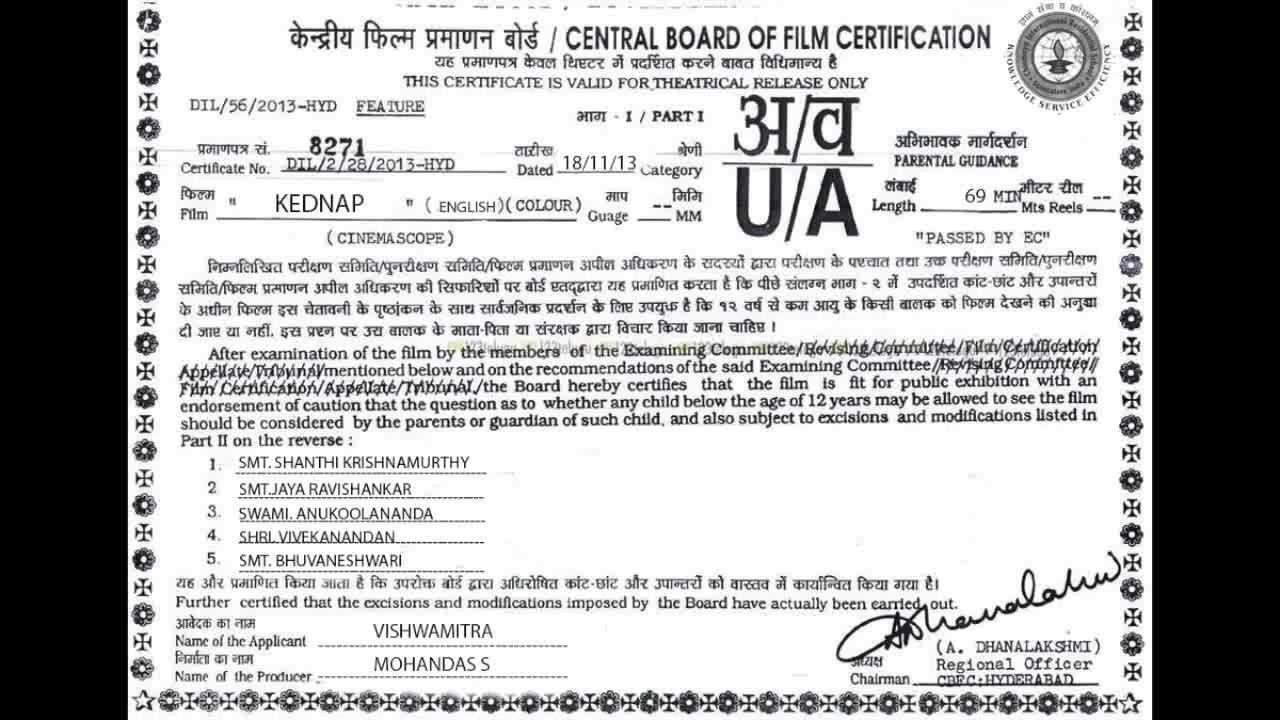 केन्द्रीय फिल्म प्रमाणन बोर्ड / CENTRAL BOARD OF FILM CERTIFICATION
यह प्रमाणपत्र केवल थिएटर में प्रदर्शित करने बाबत विधिमान्य है
THIS CERTIFICATE IS VALID FOR THEATRICAL RELEASE ONLY
KNOWLEDGE SERVICE EFFICIENCY
DIL/56/2013-HYD FEATURE
भाग - I / PART I
अ/व
प्रमाणपत्र सं. 8271 तारीख श्रेणी अभिभावक मार्गदर्शन
Certificate No. DIL/2/28/2013-HYD Dated 18/11/13 Category PARENTAL GUIDANCE
U/A
फिल्म माप मिमि लंबाई मीटर रील
Film " KEDNAP " (ENGLISH)(COLOUR) Guage -- MM Length 69 MIN Mts Reels --
(CINEMASCOPE) "PASSED BY EC"
निम्नलिखित परीक्षण समिति/पुनरीक्षण समिति/फिल्म प्रमाणन अपील अधिकरण के सदस्यों द्वारा परीक्षण के पश्चात तथा उक्त परीक्षण समिति/पुनरीक्षण
समिति/फिल्म प्रमाणन अपील अधिकरण की सिफारिशों पर बोर्ड एतद्द्वारा यह प्रमाणित करता है कि पीछे संलग्न भाग - २ में उपदर्शित कांट-छांट और उपान्तरों
के अधीन फिल्म इस चेतावनी के पृष्ठांकन के साथ सार्वजनिक प्रदर्शन के लिए उपयुक्त है कि १२ वर्ष से कम आयु के किसी बालक को फिल्म देखने की अनुज्ञा
दी जाए या नहीं, इस प्रश्न पर उस बालक के माता-पिता या संरक्षक द्वारा विचार किया जाना चाहिए।
After examination of the film by the members of the Examining Committee/Revising Committee/Film Certification
Appellate Tribunal mentioned below and on the recommendations of the said Examining Committee/Revising Committee/
Film Certification Appellate Tribunal, the Board hereby certifies that the film is fit for public exhibition with an
endorsement of caution that the question as to whether any child below the age of 12 years may be allowed to see the film
should be considered by the parents or guardian of such child, and also subject to excisions and modifications listed in
Part II on the reverse :
1. SMT. SHANTHI KRISHNAMURTHY
2 SMT.JAYA RAVISHANKAR
3. SWAMI. ANUKOOLANANDA
4. SHRI.VIVEKANANDAN
5. SMT. BHUVANESHWARI
यह और प्रमाणित किया जाता है कि उपरोक्त बोर्ड द्वारा अधिरोपित कांट-छांट और उपान्तरों को वास्तव में कार्यान्वित किया गया है।
Further certified that the excisions and modifications imposed by the Board have actually been carried out.
आवेदक का नाम
Name of the Applicant VISHWAMITRA
निर्माता का नाम
Name of the Producer MOHANDAS S
(A. DHANALAKSHMI)
अध्यक्ष Regional Officer
Chairman CBFC:HYDERABAD